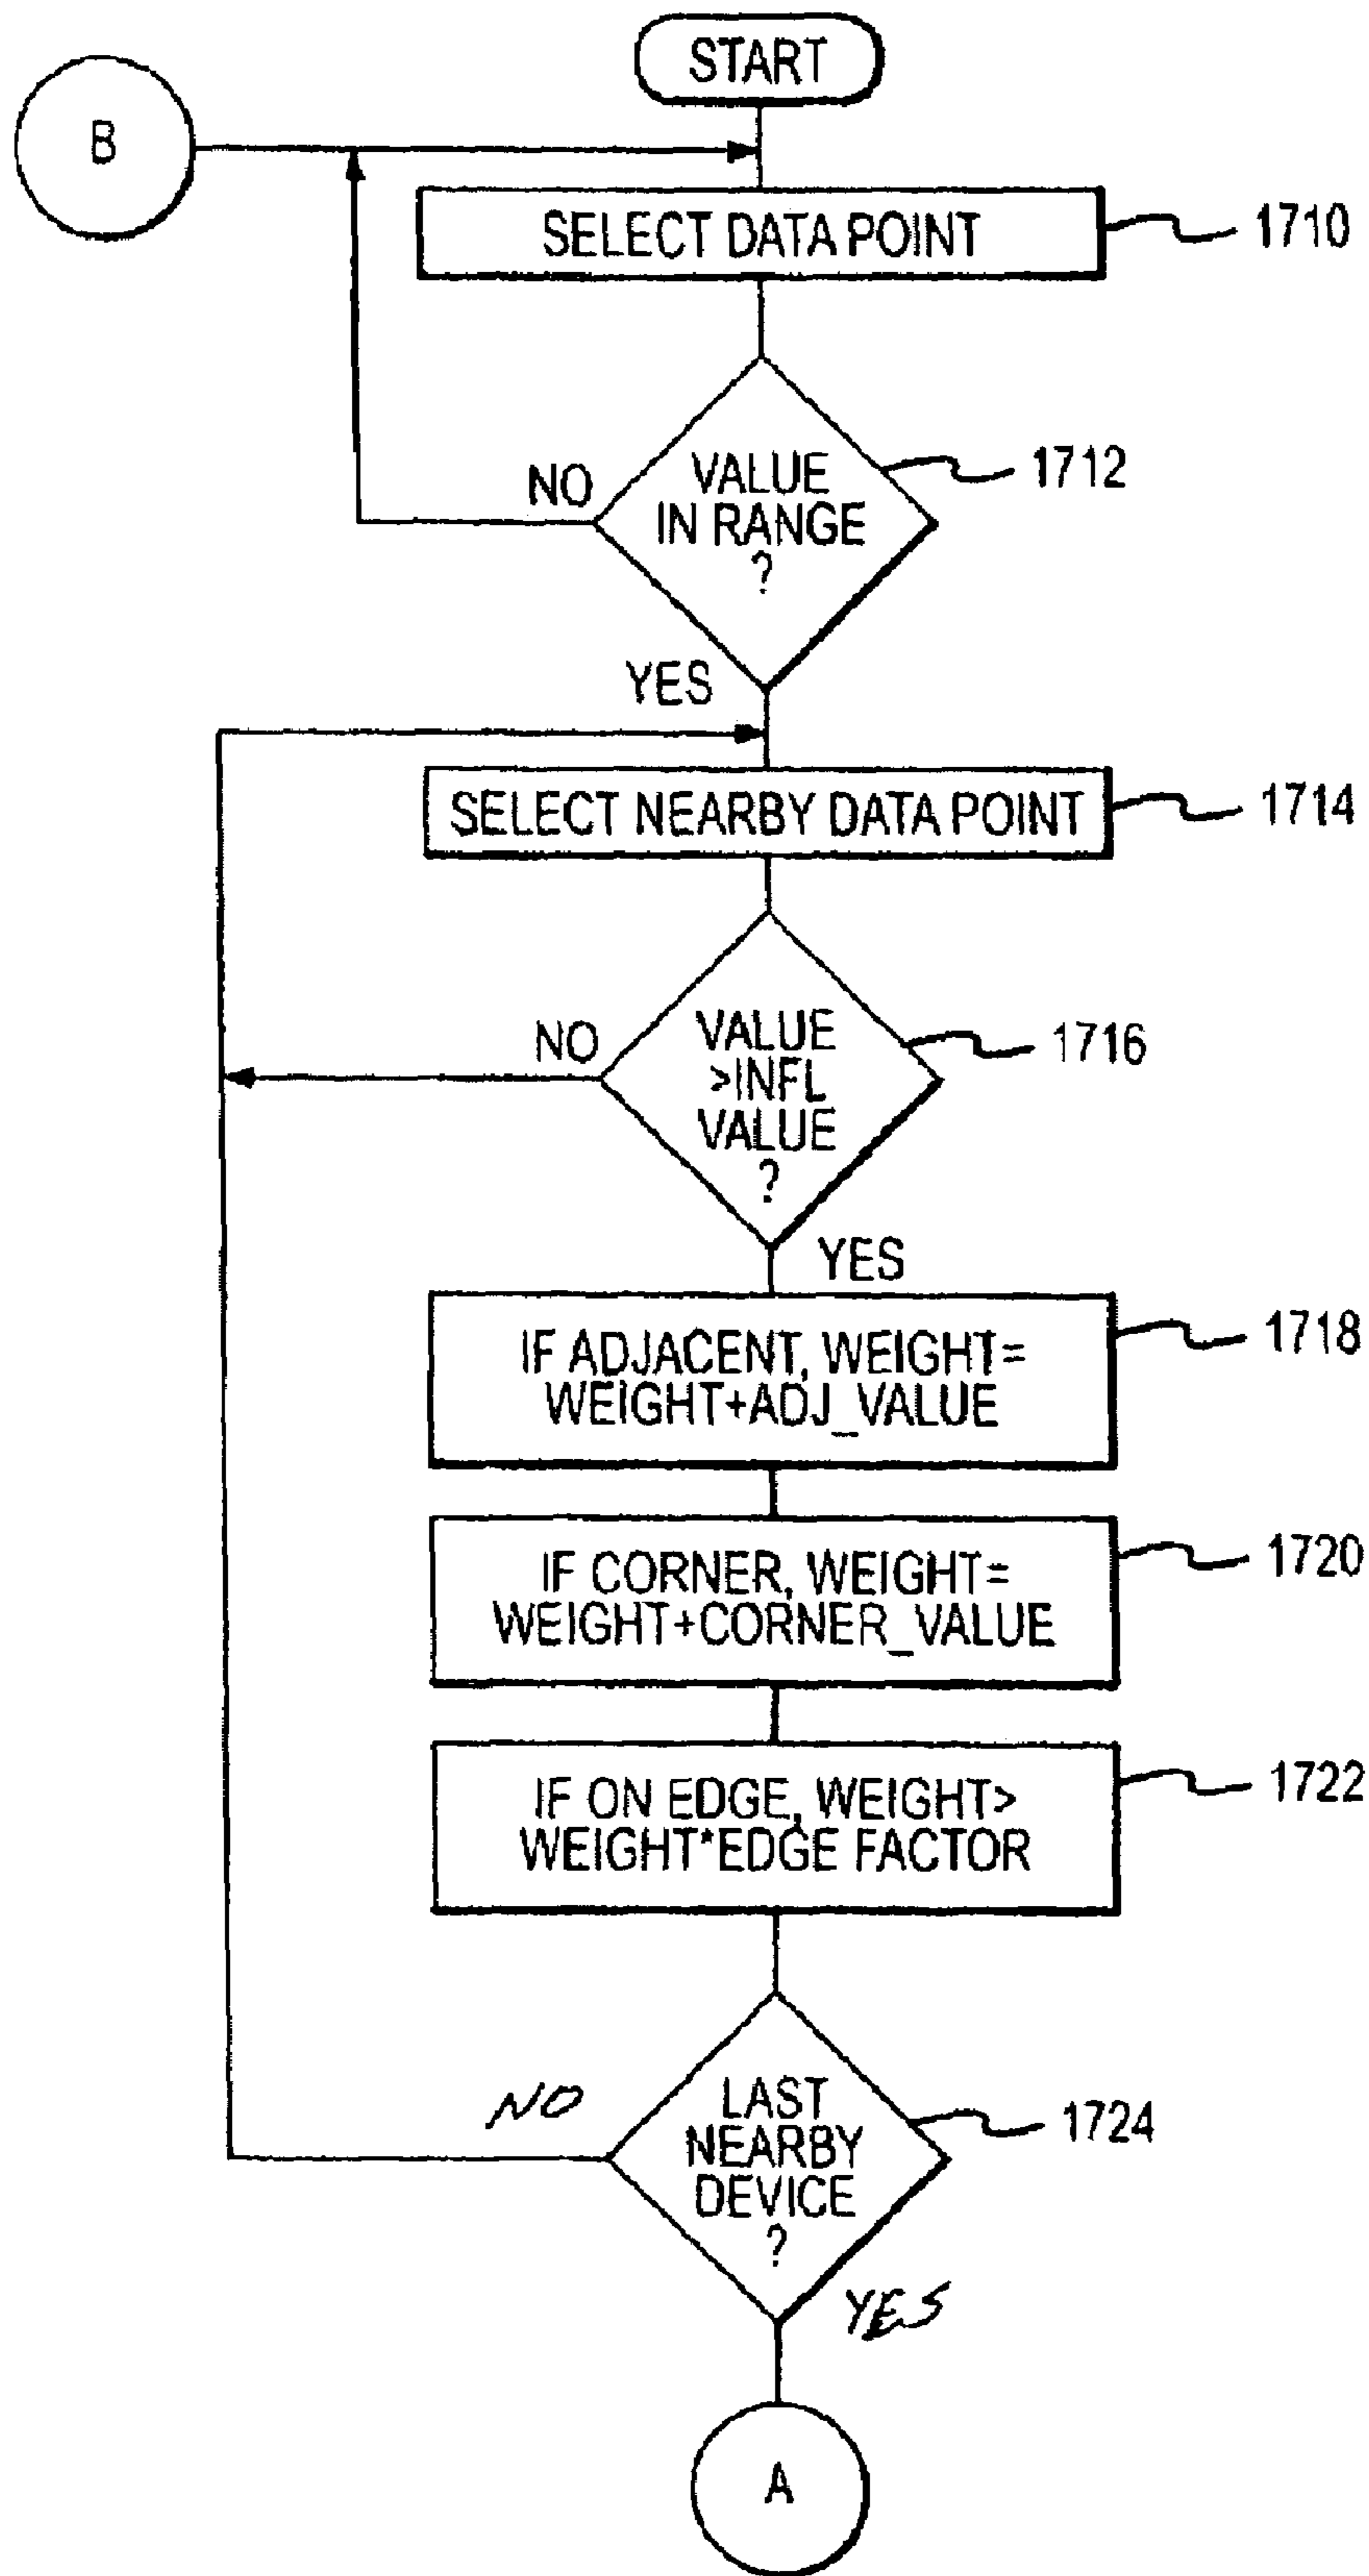 START
B
SELECT DATA POINT
1710
VALUE
IN RANGE
?
1712
NO
YES
SELECT NEARBY DATA POINT
1714
VALUE
>INFL
VALUE
?
1716
NO
YES
IF ADJACENT, WEIGHT=
WEIGHT+ADJ_VALUE
1718
IF CORNER, WEIGHT=
WEIGHT+CORNER_VALUE
1720
IF ON EDGE, WEIGHT>
WEIGHT*EDGE FACTOR
1722
LAST
NEARBY
DEVICE
?
1724
NO
YES
A